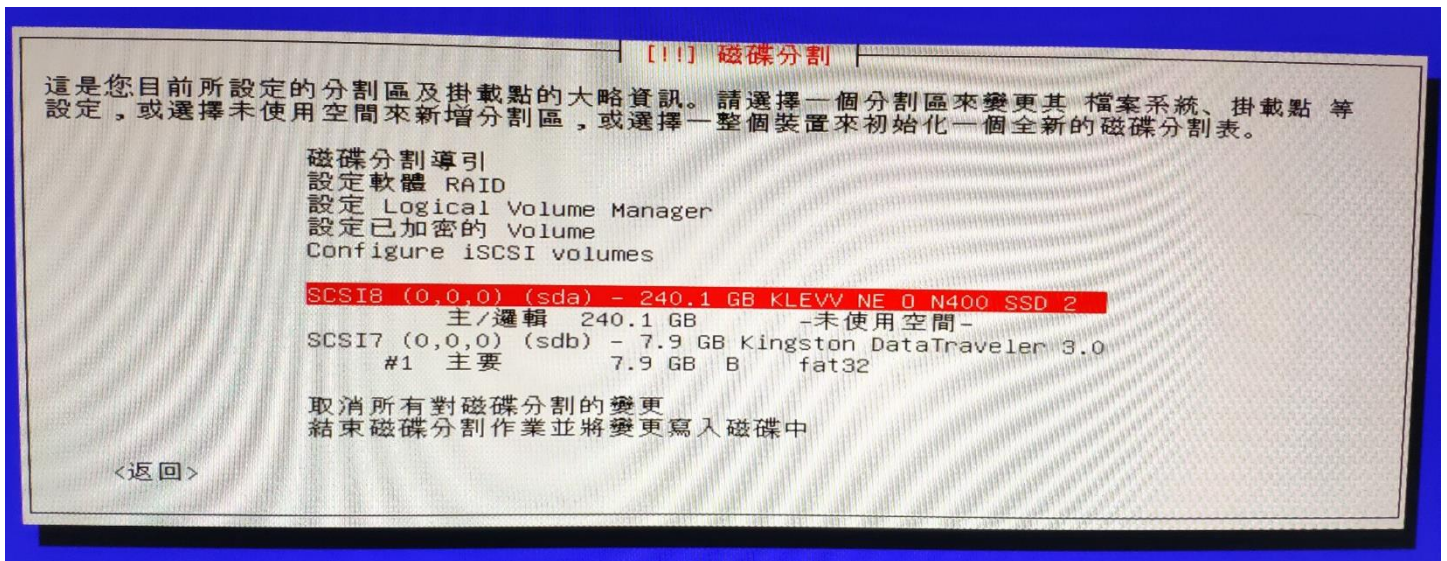 [!!] 磁碟分割
這是您目前所設定的分割區及掛載點的大略資訊。請選擇一個分割區來變更其 檔案系統、掛載點 等
設定，或選擇未使用空間來新增分割區，或選擇一整個裝置來初始化一個全新的磁碟分割表。
磁碟分割導引
設定軟體 RAID
設定 Logical Volume Manager
設定已加密的 Volume
Configure iSCSI volumes
SCSI8 (0,0,0) (sda) - 240.1 GB KLEVV NE O N400 SSD 2
主/邏輯 240.1 GB -未使用空間-
SCSI7 (0,0,0) (sdb) - 7.9 GB Kingston DataTraveler 3.0
#1 主要 7.9 GB B fat32
取消所有對磁碟分割的變更
結束磁碟分割作業並將變更寫入磁碟中
<返回>